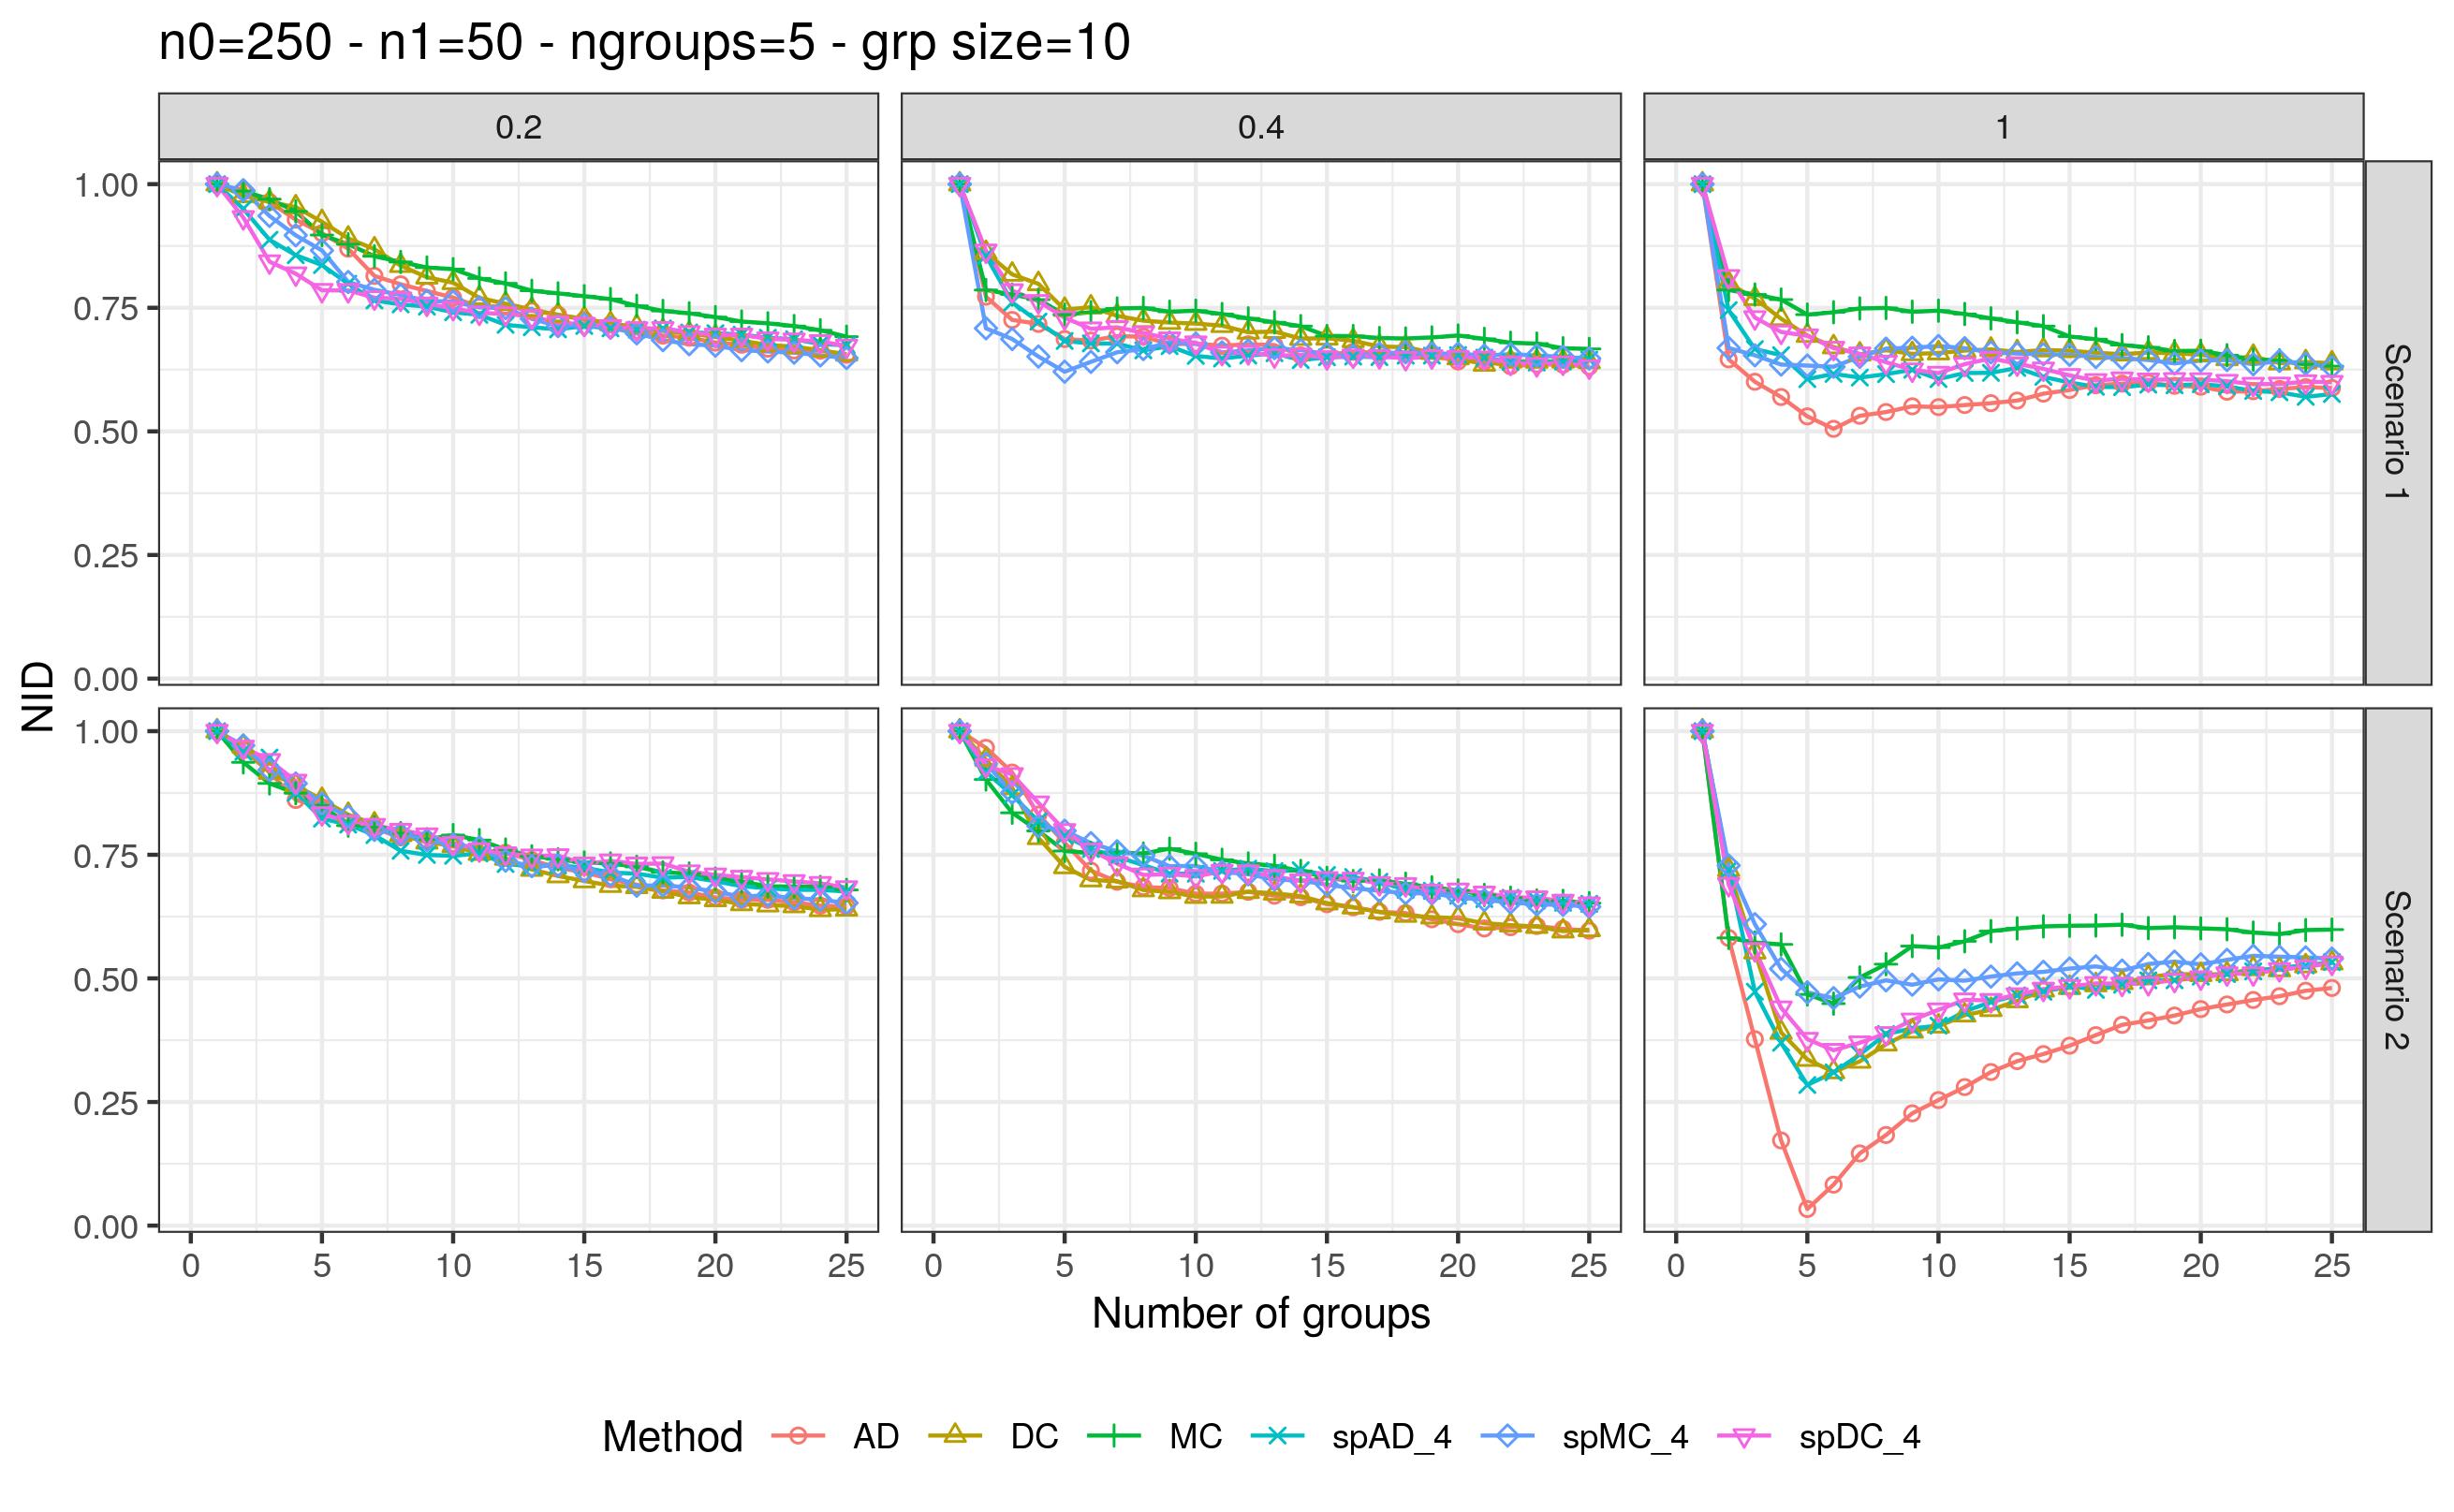 n0=250 - n1=50 - ngroups=5 - grp size=10
0.2 0.4 1
1.00
0.75
0.50
0.25
0.00
Scenario 1
NID
1.00
0.75
0.50
0.25
0.00
Scenario 2
0 5 10 15 20 25 0 5 10 15 20 25 0 5 10 15 20 25
Number of groups
Method AD DC MC spAD_4 spMC_4 spDC_4